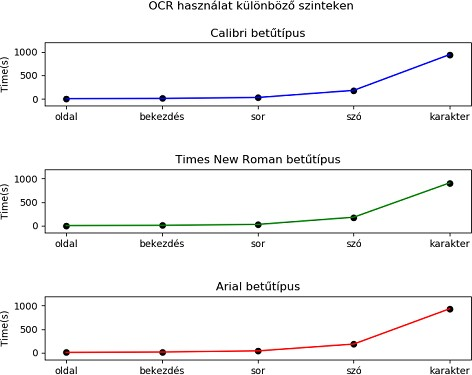 OCR használat különböző szinteken
Calibri betűtípus
Time(s)
1000
500
0
oldal bekezdés sor szó karakter
Times New Roman betűtípus
Time(s)
1000
500
0
oldal bekezdés sor szó karakter
Arial betűtípus
Time(s)
1000
500
0
oldal bekezdés sor szó karakter